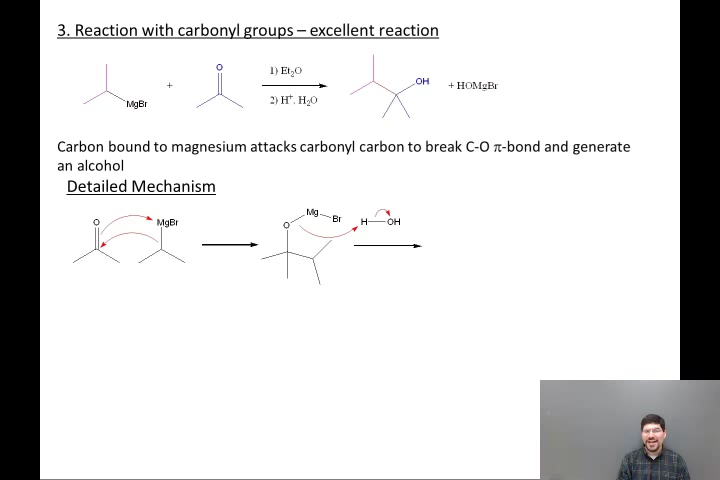 3. Reaction with carbonyl groups – excellent reaction
O
1) Et2O
OH
+
+ HOMgBr
MgBr
2) H+. H2O
Carbon bound to magnesium attacks carbonyl carbon to break C-O π-bond and generate
an alcohol
Detailed Mechanism
O MgBr
Mg Br
O
H OH